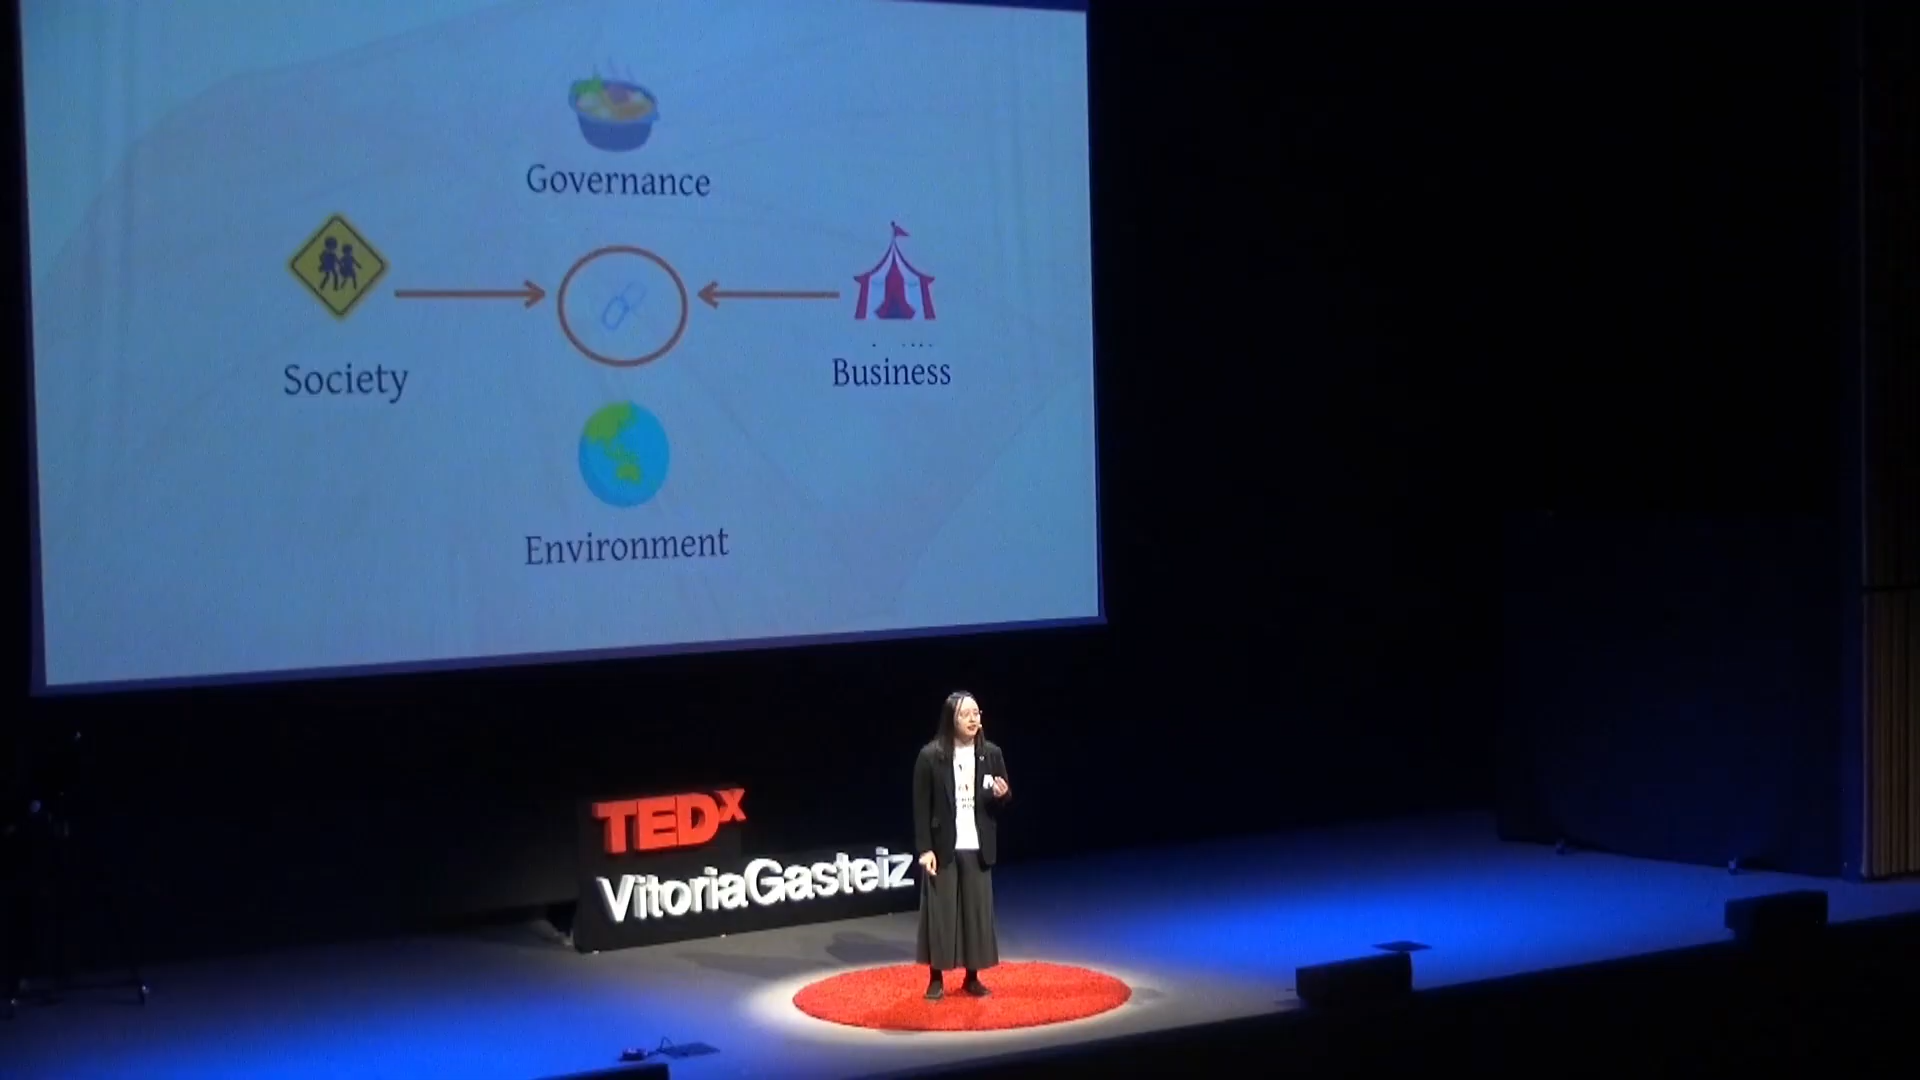 Governance
Society
Business
Environment
TEDx
VitoriaGasteiz